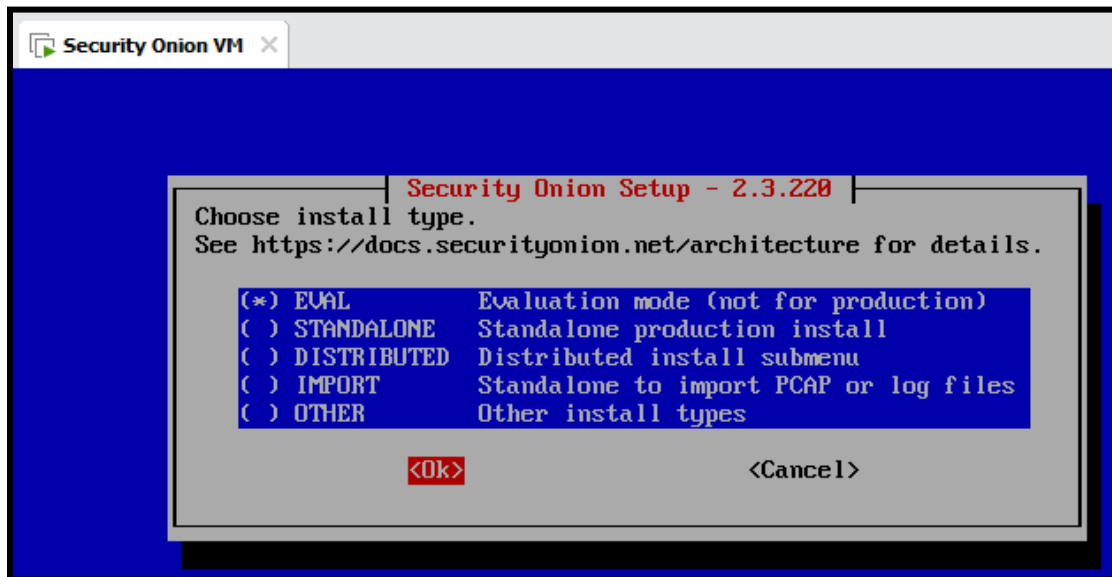 Security Onion VM
Security Onion Setup - 2.3.220
Choose install type.
See https://docs.securityonion.net/architecture for details.
(*) EVAL Evaluation mode (not for production)
( ) STANDALONE Standalone production install
( ) DISTRIBUTED Distributed install submenu
( ) IMPORT Standalone to import PCAP or log files
( ) OTHER Other install types
<Ok> <Cancel>